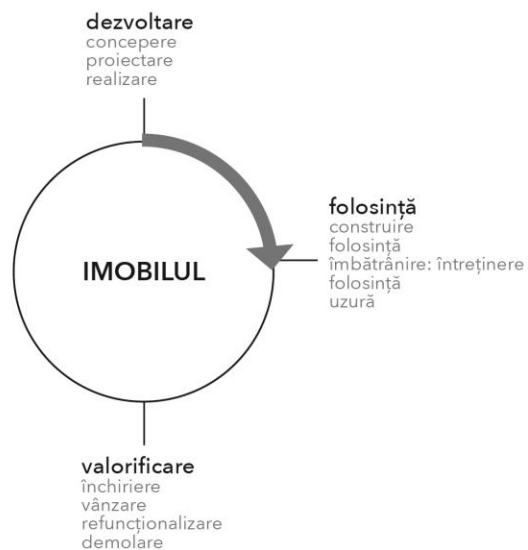 dezvoltare
concepere
proiectare
realizare
folosință
construire
folosință
îmbătrânire: întreținere
folosință
uzură
IMOBILUL
valorificare
închiriere
vânzare
refuncționalizare
demolare